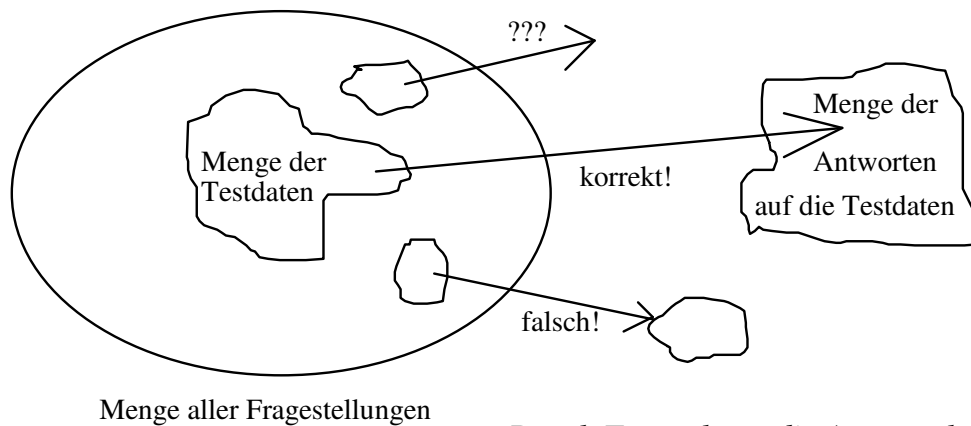 ???
Menge der
Testdaten
korrekt!
Menge der
Antworten
auf die Testdaten
falsch!
Menge aller Fragestellungen